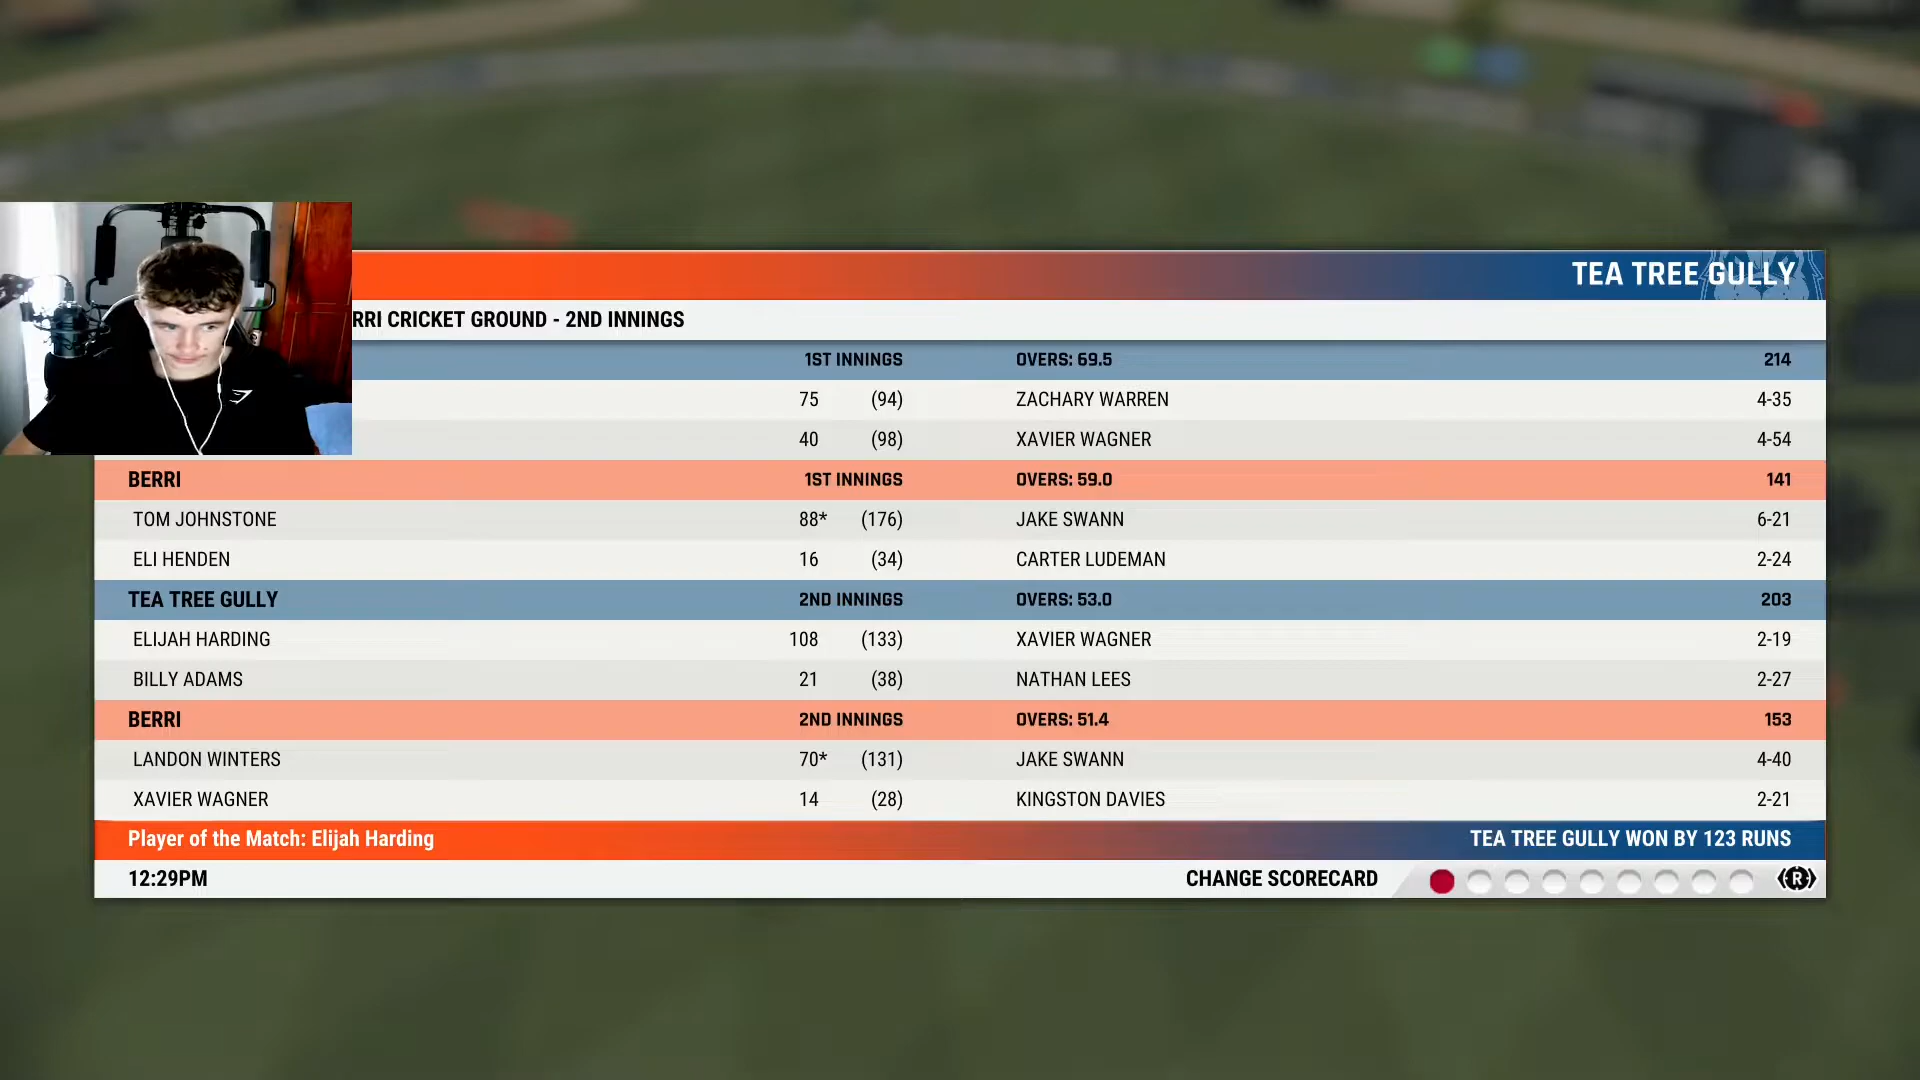 TEA TREE GULLY
RRI CRICKET GROUND - 2ND INNINGS
1ST INNINGS OVERS: 69.5 214
75 (94) ZACHARY WARREN 4-35
40 (98) XAVIER WAGNER 4-54
BERRI 1ST INNINGS OVERS: 59.0 141
TOM JOHNSTONE 88* (176) JAKE SWANN 6-21
ELI HENDEN 16 (34) CARTER LUDEMAN 2-24
TEA TREE GULLY 2ND INNINGS OVERS: 53.0 203
ELIJAH HARDING 108 (133) XAVIER WAGNER 2-19
BILLY ADAMS 21 (38) NATHAN LEES 2-27
BERRI 2ND INNINGS OVERS: 51.4 153
LANDON WINTERS 70* (131) JAKE SWANN 4-40
XAVIER WAGNER 14 (28) KINGSTON DAVIES 2-21
Player of the Match: Elijah Harding TEA TREE GULLY WON BY 123 RUNS
12:29PM CHANGE SCORECARD R